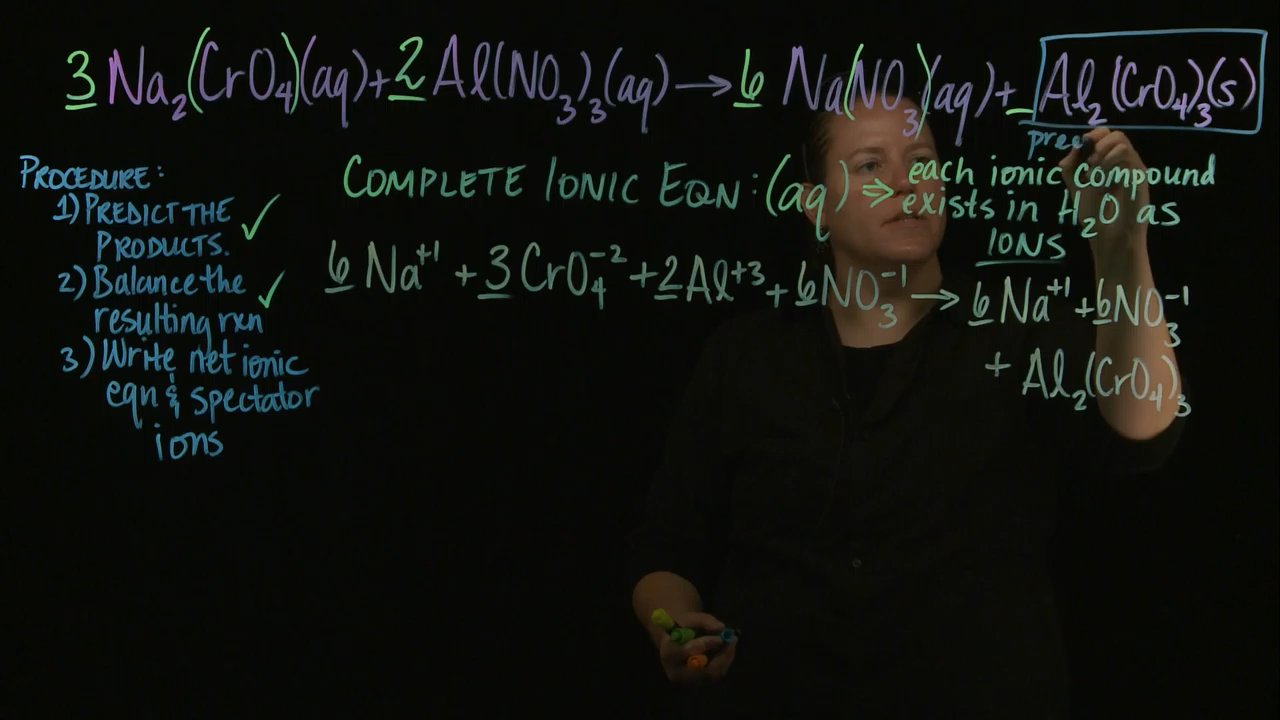 3 Na₂(CrO₄)(aq)+2 Al(NO₃)₃(aq) → 6 Na(NO₃)(aq)+ _ Al₂(CrO₄)₃(s)
PROCEDURE:
1) PREDICT THE ✓
PRODUCTS.
2) Balance the ✓
resulting rxn
3) Write net ionic
eqn & spectator
ions
COMPLETE IONIC EQN: (aq) ⇒ each ionic compound
exists in H₂O as
IONS
6 Na⁺¹ + 3 CrO₄⁻² + 2 Al⁺³ + 6 NO₃⁻¹ → 6 Na⁺¹ + 6 NO₃⁻¹
+ Al₂(CrO₄)₃